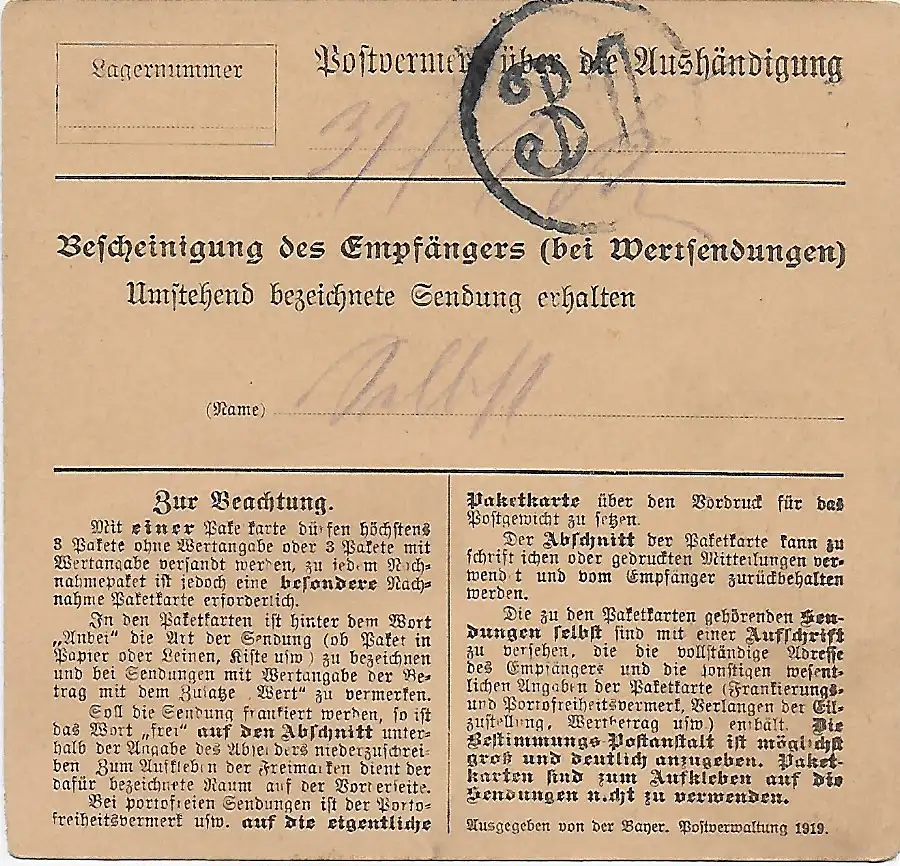 Lagernummer
Postvermerk über die Aushändigung
B 1
Bescheinigung des Empfängers (bei Wertsendungen)
Umstehend bezeichnete Sendung erhalten
(Name) Selbst
Zur Beachtung.
Mit einer Pake karte dürfen höchstens
3 Pakete ohne Wertangabe oder 3 Pakete mit
Wertangabe versandt werden, zu jedem Nach-
nahmepaket ist jedoch eine besondere Nach-
nahme Paketkarte erforderlich.
In den Paketkarten ist hinter dem Wort
„Anbei“ die Art der Sendung (ob Paket in
Papier oder Leinen, Kiste usw) zu bezeichnen
und bei Sendungen mit Wertangabe der Be-
trag mit dem Zusatze „Wert“ zu vermerken.
Soll die Sendung frankiert werden, so ist
das Wort „frei“ auf den Abschnitt unter-
halb der Angabe des Absenders niederzuschrei-
ben Zum Aufkleben der Freimarken dient der
dafür bezeichnete Raum auf der Vorderseite.
Bei portofreien Sendungen ist der Porto-
freiheitsvermerk usw. auf die eigentliche
Paketkarte über den Vordruck für das
Postgewicht zu setzen.
Der Abschnitt der Paketkarte kann zu
schriftlichen oder gedruckten Mitteilungen ver-
wendet und vom Empfänger zurückbehalten
werden.
Die zu den Paketkarten gehörenden Sen-
dungen selbst sind mit einer Aufschrift
zu versehen, die die vollständige Adresse
des Empfängers und die sonstigen wesent-
lichen Angaben der Paketkarte (Frankierungs-
und Portofreiheitsvermerk, Verlangen der Eil-
zustellung, Wertbetrag usw) enthält. Die
Bestimmungs-Postanstalt ist möglichst
groß und deutlich anzugeben. Paket-
karten sind zum Aufkleben auf die
Sendungen nicht zu verwenden.
Ausgegeben von der Bayer. Postverwaltung 1919.